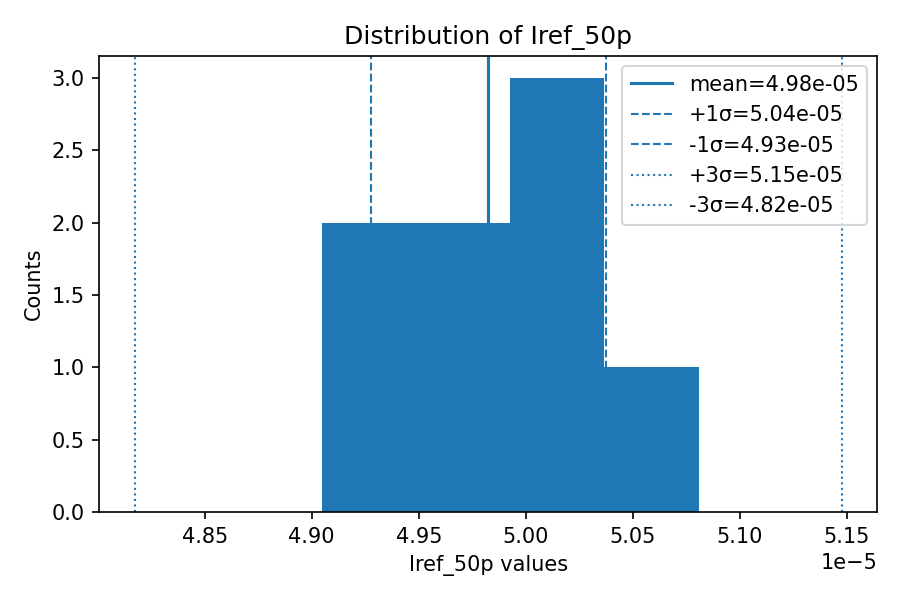 Distribution of Iref_50p
mean=4.98e-05
+1σ=5.04e-05
-1σ=4.93e-05
+3σ=5.15e-05
-3σ=4.82e-05
Counts
3.0
2.5
2.0
1.5
1.0
0.5
0.0
4.85 4.90 4.95 5.00 5.05 5.10 5.15
1e−5
Iref_50p values